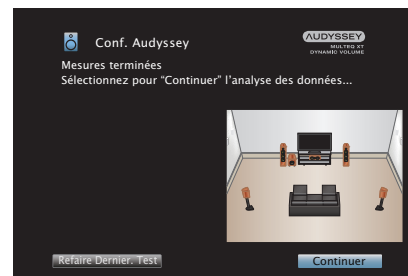 Conf. Audyssey
AUDYSSEY
MULTEQ XT
DYNAMIC VOLUME
Mesures terminées
Sélectionnez pour “Continuer” l’analyse des données...
Refaire Dernier. Test
Continuer